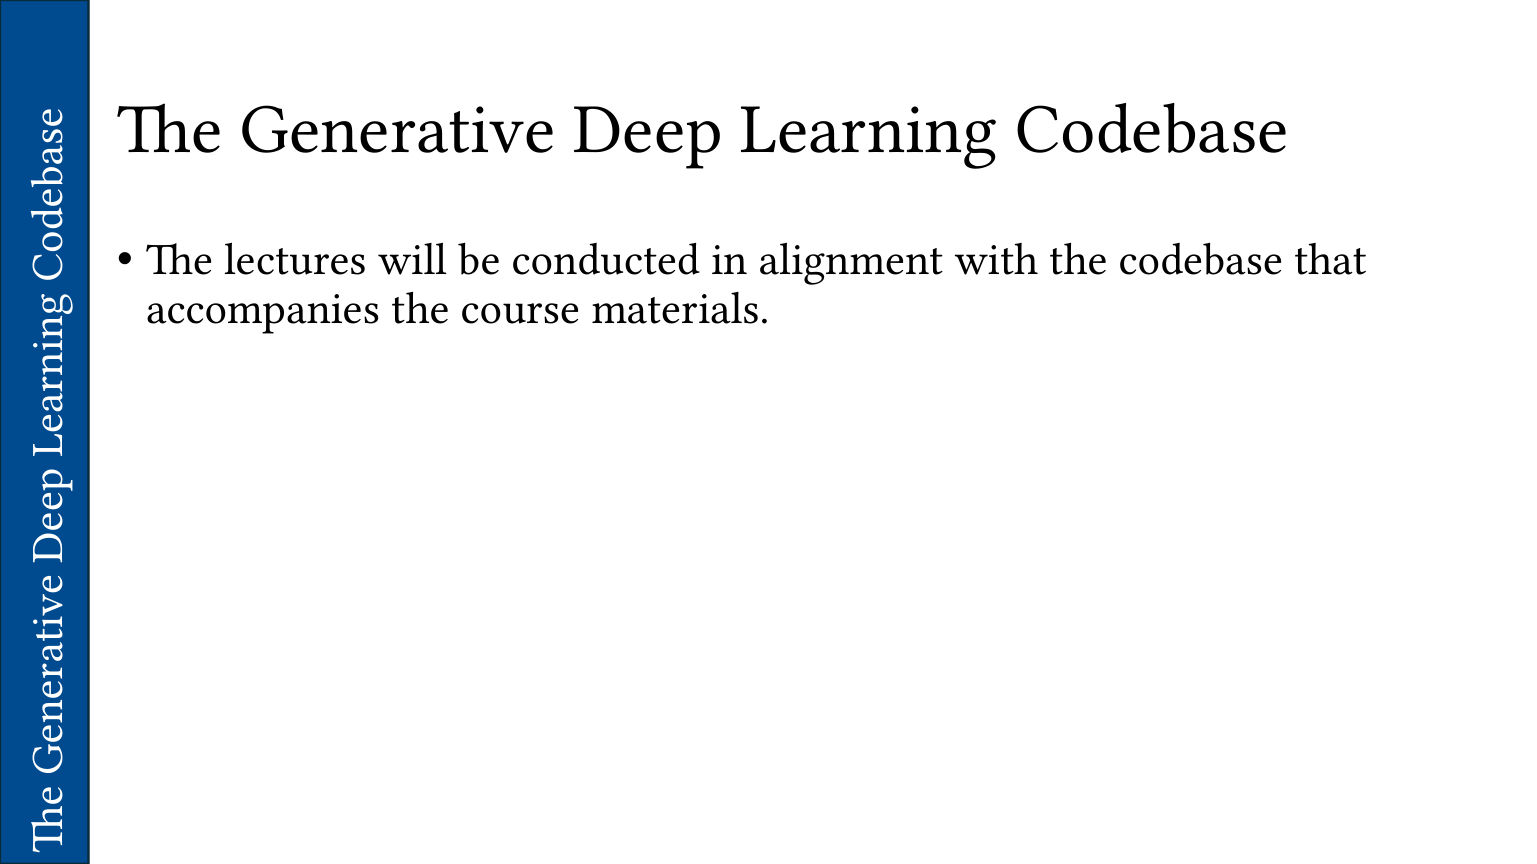 The Generative Deep Learning Codebase
The Generative Deep Learning Codebase
• The lectures will be conducted in alignment with the codebase that
accompanies the course materials.